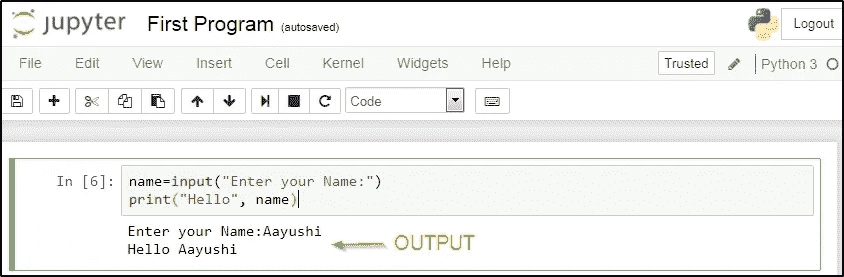 jupyter First Program (autosaved) Logout
File Edit View Insert Cell Kernel Widgets Help Trusted Python 3
Code
In [6]: name=input("Enter your Name:")
print("Hello", name)
Enter your Name:Aayushi
Hello Aayushi
OUTPUT